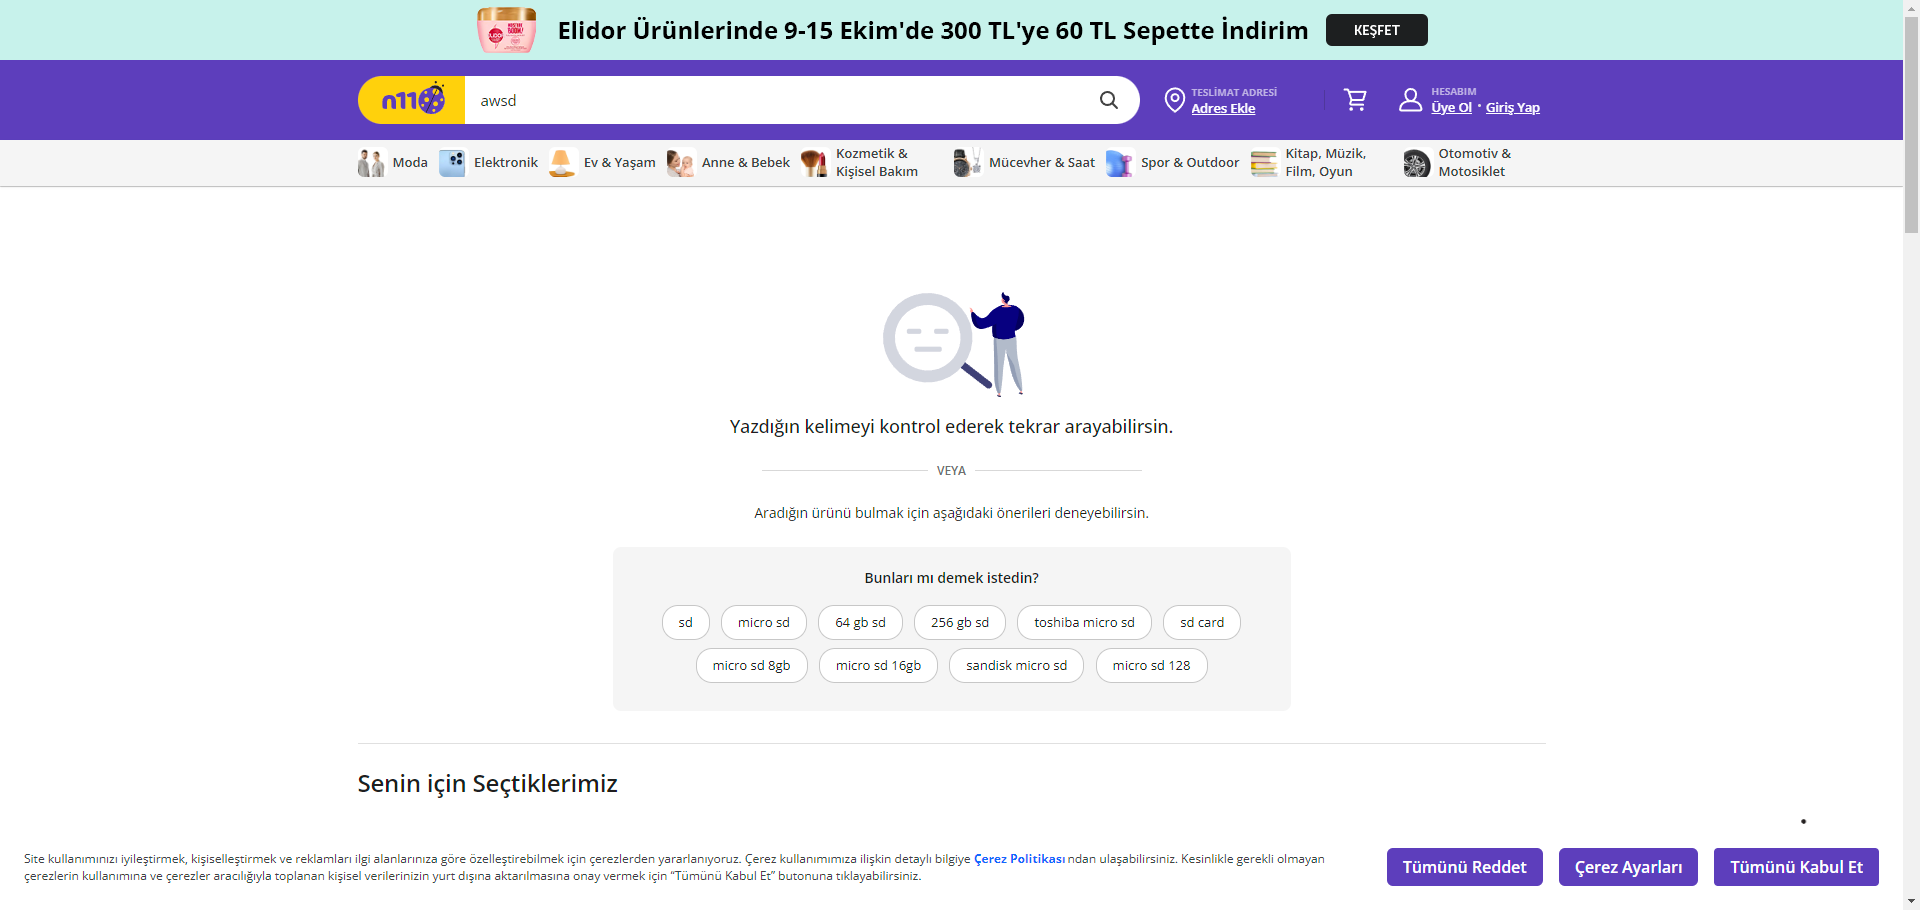 Elidor Ürünlerinde 9-15 Ekim'de 300 TL'ye 60 TL Sepette İndirim
KEŞFET
n11
awsd
TESLİMAT ADRESİ
Adres Ekle
HESABIM
Üye Ol · Giriş Yap
Moda
Elektronik
Ev & Yaşam
Anne & Bebek
Kozmetik &
Kişisel Bakım
Mücevher & Saat
Spor & Outdoor
Kitap, Müzik,
Film, Oyun
Otomotiv &
Motosiklet
Yazdığın kelimeyi kontrol ederek tekrar arayabilirsin.
VEYA
Aradığın ürünü bulmak için aşağıdaki önerileri deneyebilirsin.
Bunları mı demek istedin?
sd
micro sd
64 gb sd
256 gb sd
toshiba micro sd
sd card
micro sd 8gb
micro sd 16gb
sandisk micro sd
micro sd 128
Senin için Seçtiklerimiz
Site kullanımınızı iyileştirmek, kişiselleştirmek ve reklamları ilgi alanlarınıza göre özelleştirebilmek için çerezlerden yararlanıyoruz. Çerez kullanımımıza ilişkin detaylı bilgiye Çerez Politikası ndan ulaşabilirsiniz. Kesinlikle gerekli olmayan
çerezlerin kullanımına ve çerezler aracılığıyla toplanan kişisel verilerinizin yurt dışına aktarılmasına onay vermek için “Tümünü Kabul Et” butonuna tıklayabilirsiniz.
Tümünü Reddet
Çerez Ayarları
Tümünü Kabul Et